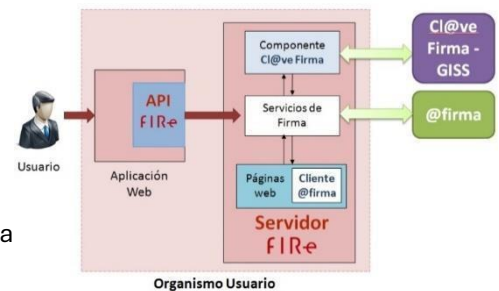 Usuario
API
FIRe
Aplicación
Web
Componente
Cl@ve Firma
Servicios de
Firma
Páginas
web
Cliente
@firma
Servidor
FIRe
Cl@ve
Firma -
GISS
@firma
a
Organismo Usuario